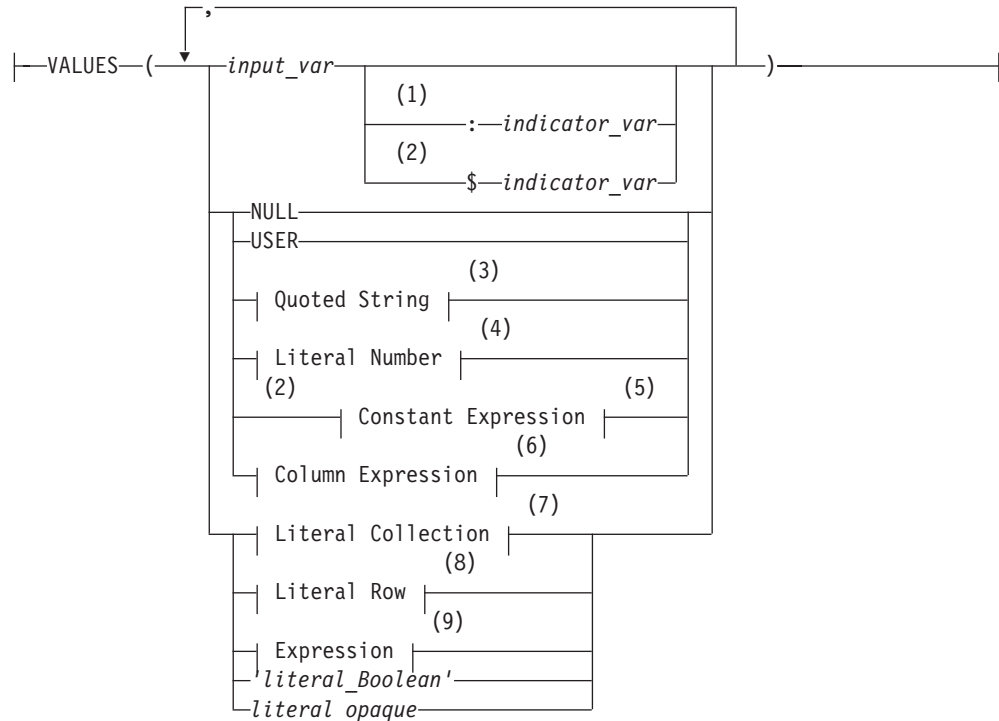 ,
VALUES ( input_var )
(1)
: indicator_var
(2)
$ indicator_var
NULL
USER
(3)
Quoted String
(4)
Literal Number
(2) (5)
Constant Expression
(6)
Column Expression
(7)
Literal Collection
(8)
Literal Row
(9)
Expression
'literal_Boolean'
literal opaque